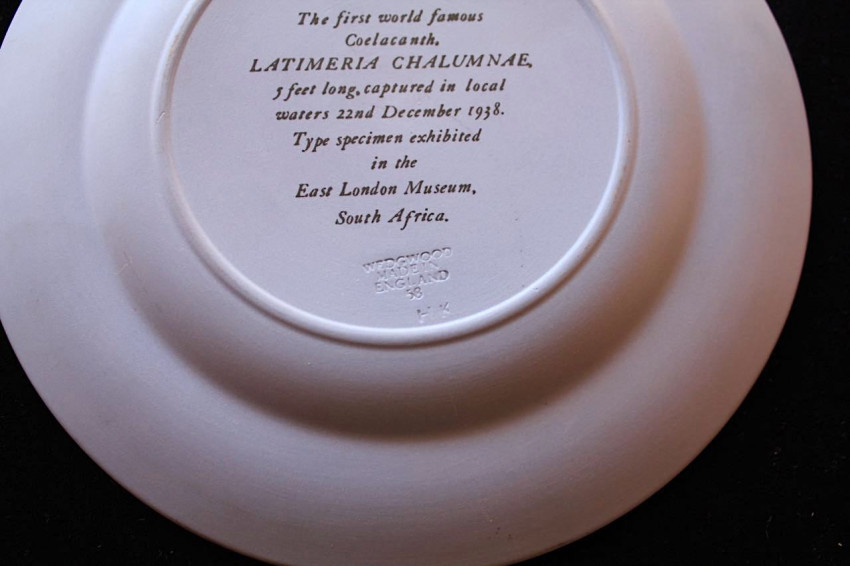 The first world famous
Coelacanth,
LATIMERIA CHALUMNAE,
5 feet long, captured in local
waters 22nd December 1938.
Type specimen exhibited
in the
East London Museum,
South Africa.
WEDGWOOD
MADE IN
ENGLAND
58
H K